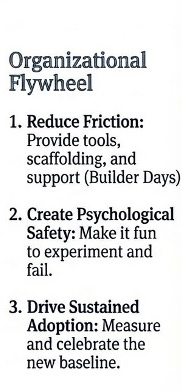 Organizational
Flywheel
1. Reduce Friction:
Provide tools,
scaffolding, and
support (Builder Days)
2. Create Psychological
Safety: Make it fun
to experiment and
fail.
3. Drive Sustained
Adoption: Measure
and celebrate the
new baseline.